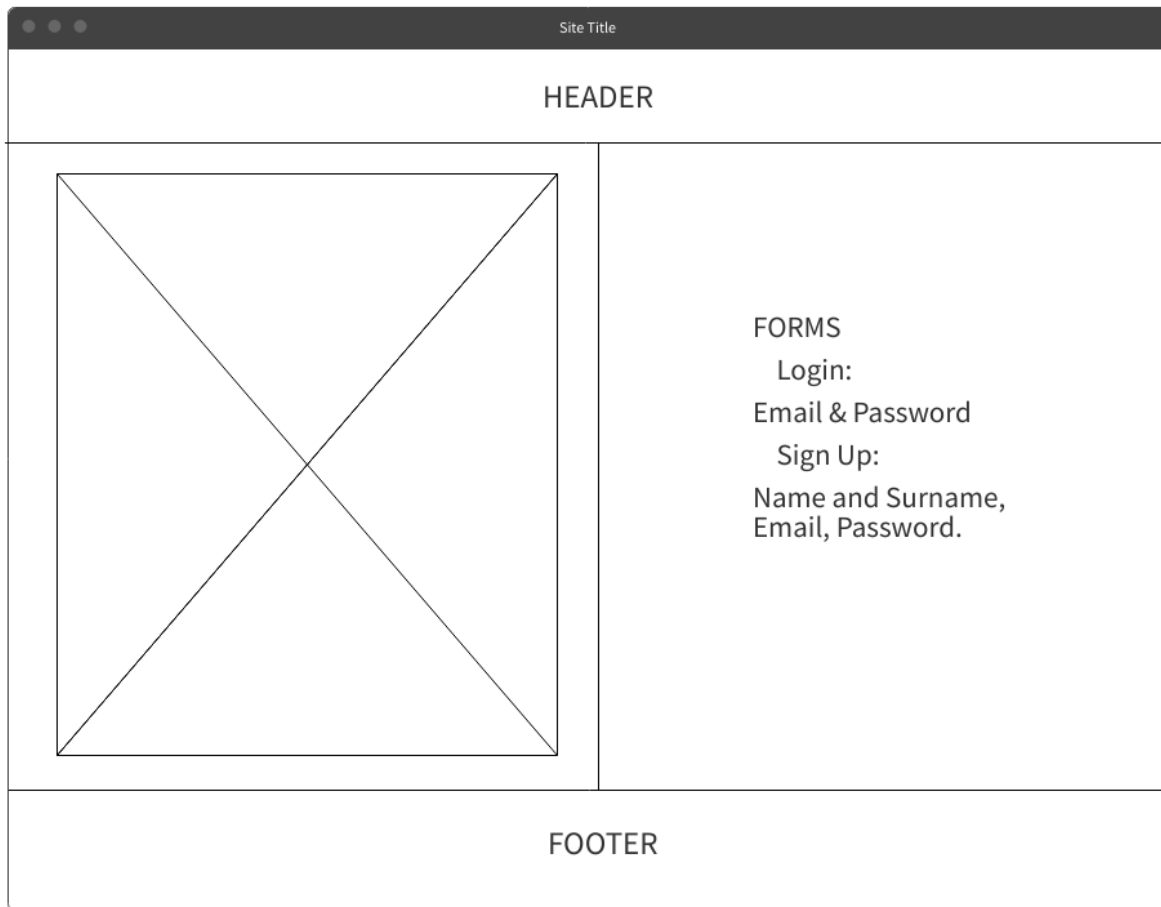 Site Title
HEADER
FORMS
Login:
Email & Password
Sign Up:
Name and Surname,
Email, Password.
FOOTER